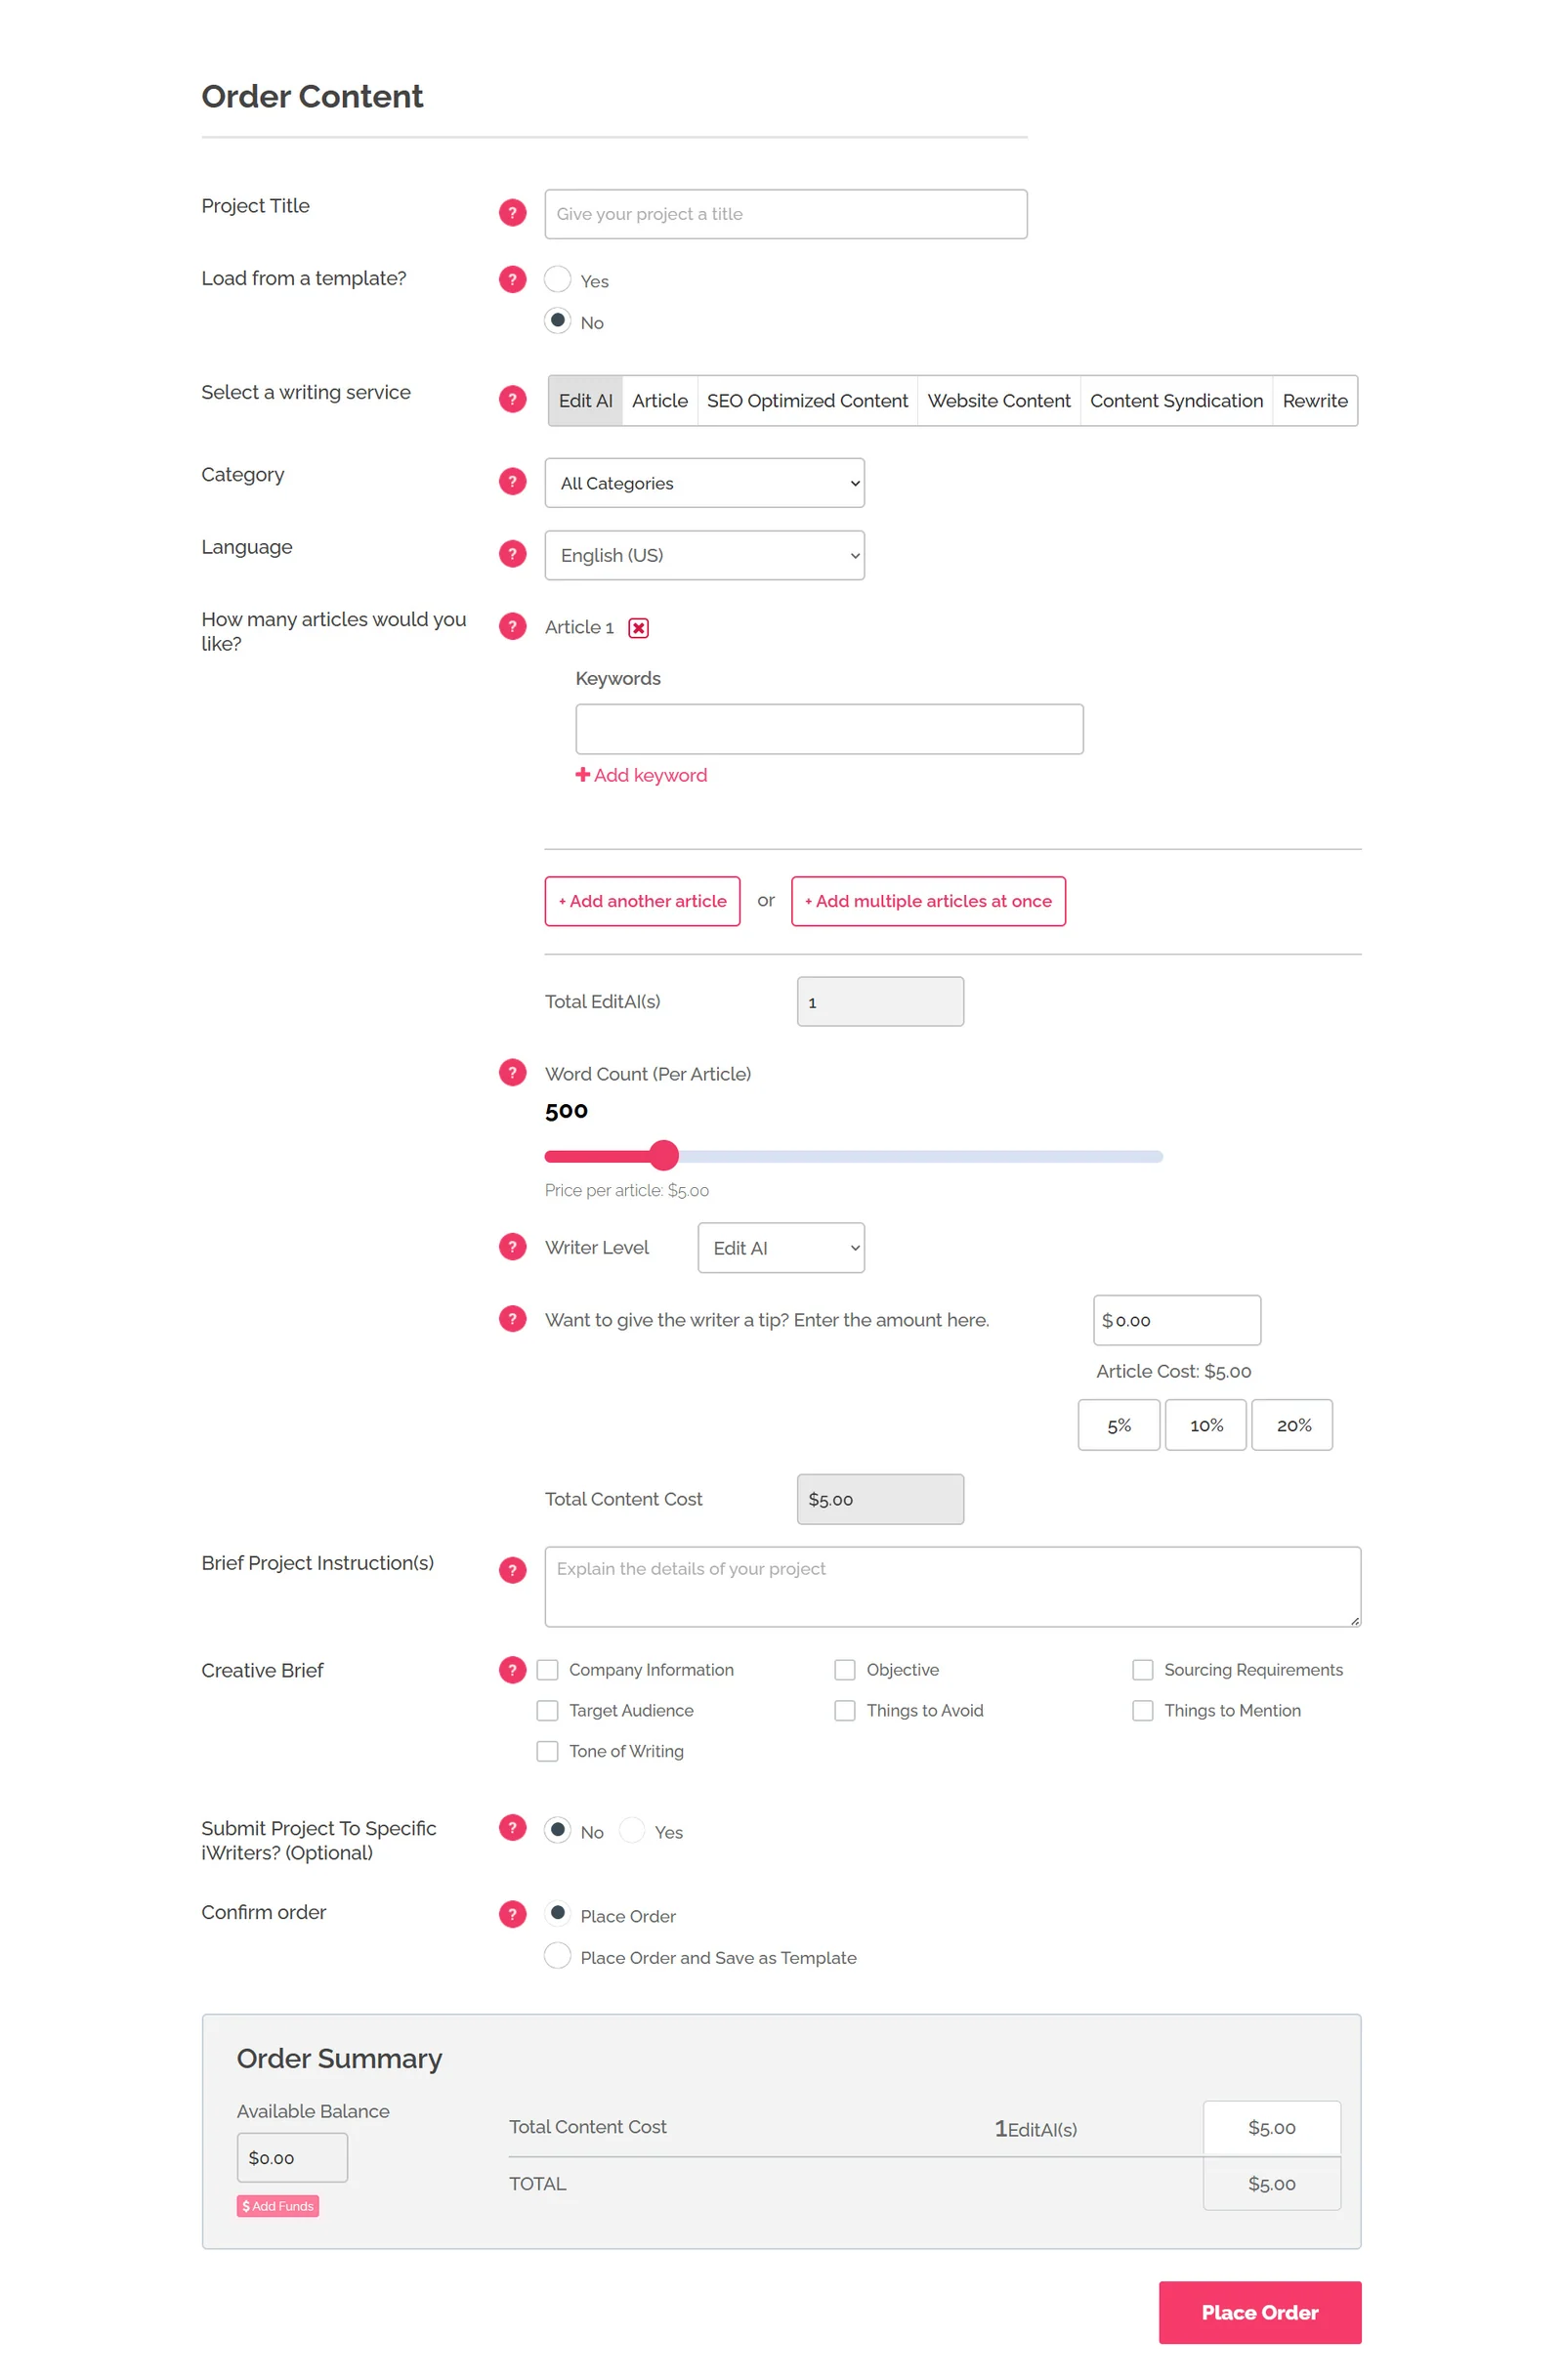 Order Content
Project Title
?
Give your project a title
Load from a template?
?
Yes
No
Select a writing service
?
Edit AI
Article
SEO Optimized Content
Website Content
Content Syndication
Rewrite
Category
?
All Categories
Language
?
English (US)
How many articles would you
like?
?
Article 1
Keywords
+ Add keyword
+ Add another article
or
+ Add multiple articles at once
Total EditAI(s)
1
?
Word Count (Per Article)
500
Price per article: $5.00
?
Writer Level
Edit AI
?
Want to give the writer a tip? Enter the amount here.
$ 0.00
Article Cost: $5.00
5%
10%
20%
Total Content Cost
$5.00
Brief Project Instruction(s)
?
Explain the details of your project
Creative Brief
?
Company Information
Objective
Sourcing Requirements
Target Audience
Things to Avoid
Things to Mention
Tone of Writing
Submit Project To Specific
iWriters? (Optional)
?
No
Yes
Confirm order
?
Place Order
Place Order and Save as Template
Order Summary
Available Balance
$0.00
$ Add Funds
Total Content Cost
1EditAI(s)
$5.00
TOTAL
$5.00
Place Order